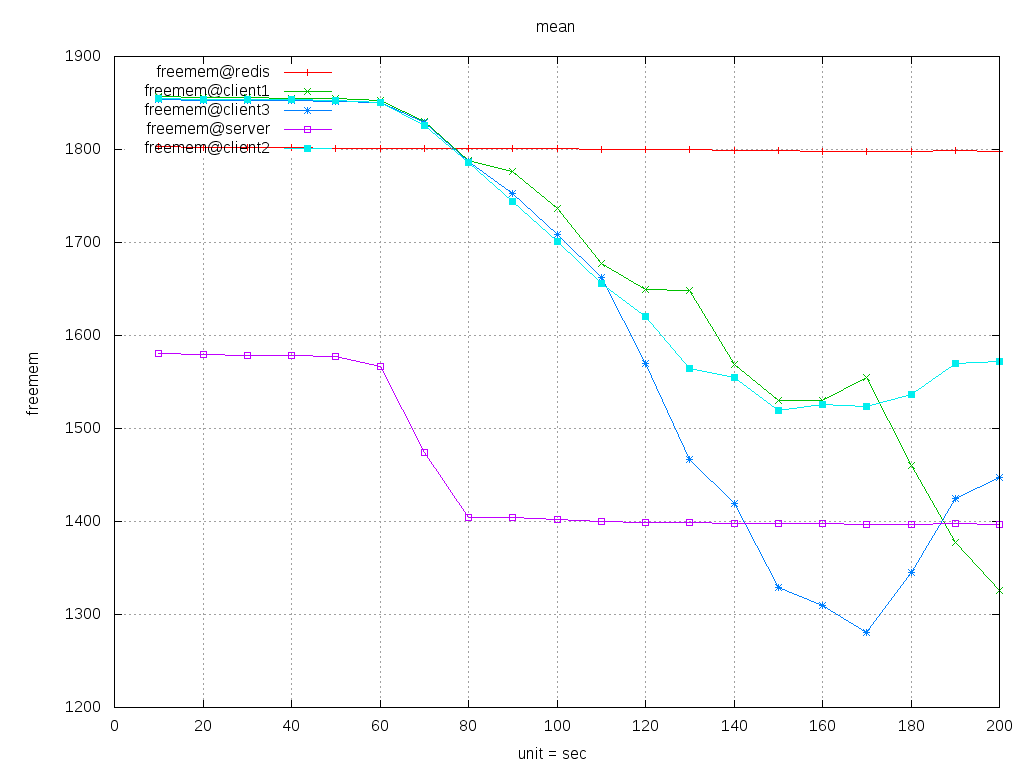 mean
1900
freemem@redis
freemem@client1
freemem@client3
freemem@server
freemem@client2
1800
1700
1600
freemem
1500
1400
1300
1200
0 20 40 60 80 100 120 140 160 180 200
unit = sec